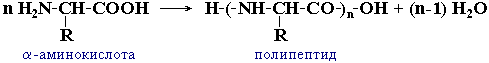 n H₂N-CH-COOH ⟶ H-(-NH-CH-CO-)ₙ-OH + (n-1) H₂O
R R
α-аминокислота полипептид